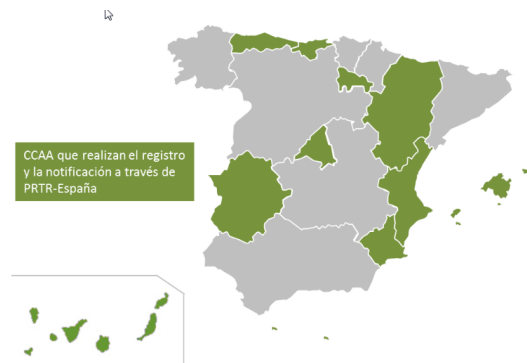 CCAA que realizan el registro
y la notificación a través de
PRTR-España